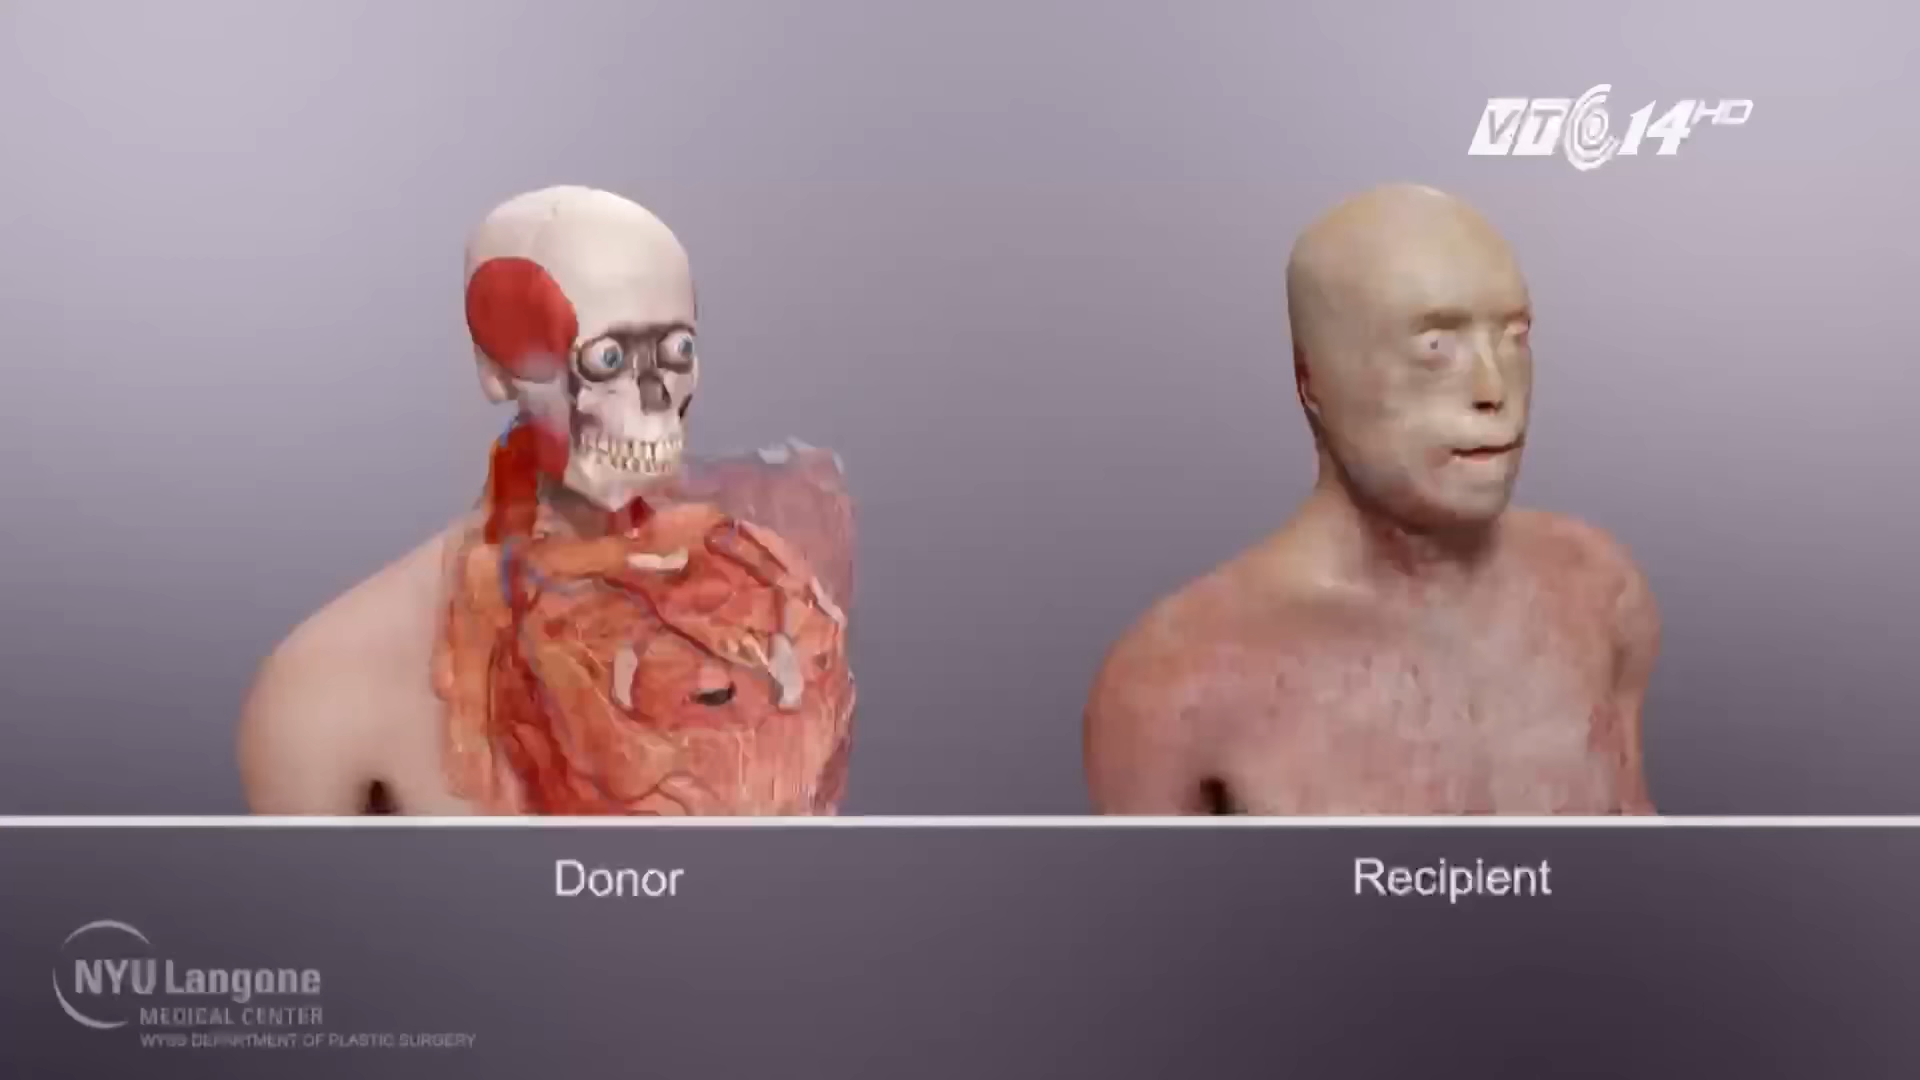 VTC14HD
Donor
Recipient
NYU Langone
MEDICAL CENTER
WYSS DEPARTMENT OF PLASTIC SURGERY